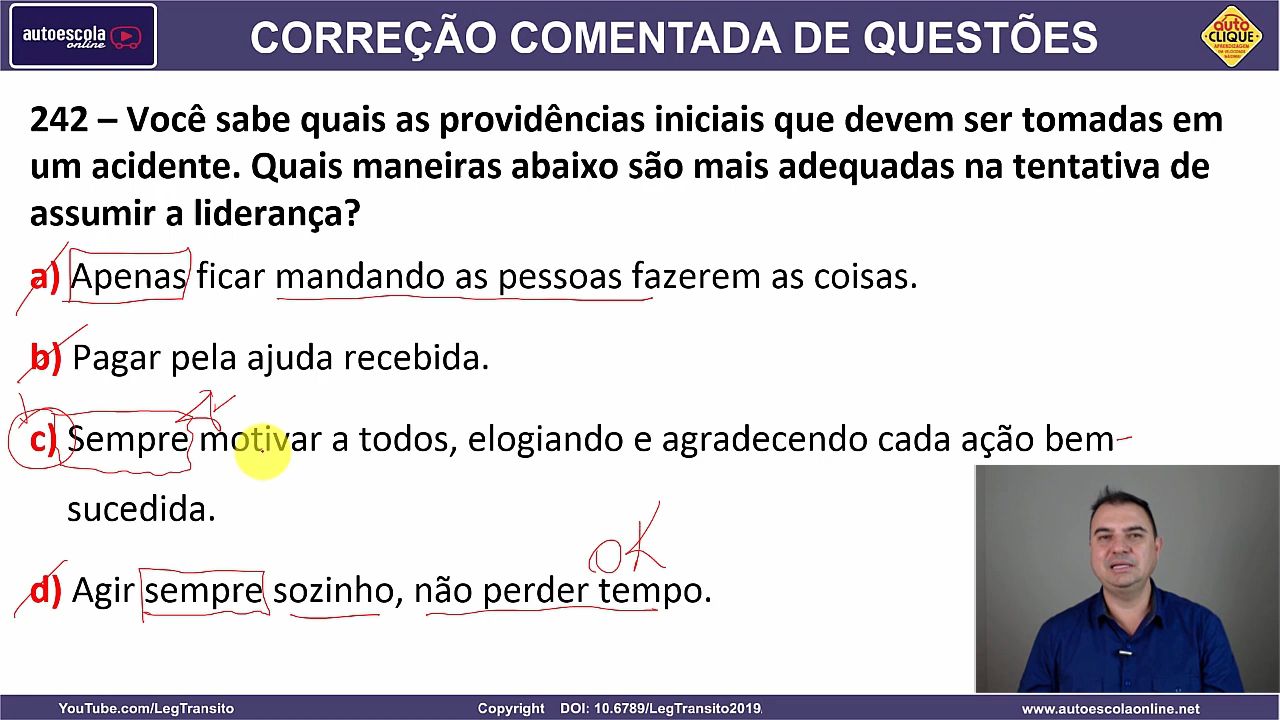 autoescola
online
CORREÇÃO COMENTADA DE QUESTÕES
auto
CLIQUE
242 – Você sabe quais as providências iniciais que devem ser tomadas em
um acidente. Quais maneiras abaixo são mais adequadas na tentativa de
assumir a liderança?
a) Apenas ficar mandando as pessoas fazerem as coisas.
b) Pagar pela ajuda recebida.
c) Sempre motivar a todos, elogiando e agradecendo cada ação bem-
sucedida.
OK
d) Agir sempre sozinho, não perder tempo.
YouTube.com/LegTransito Copyright DOI: 10.6789/LegTransito2019 www.autoescolaonline.net